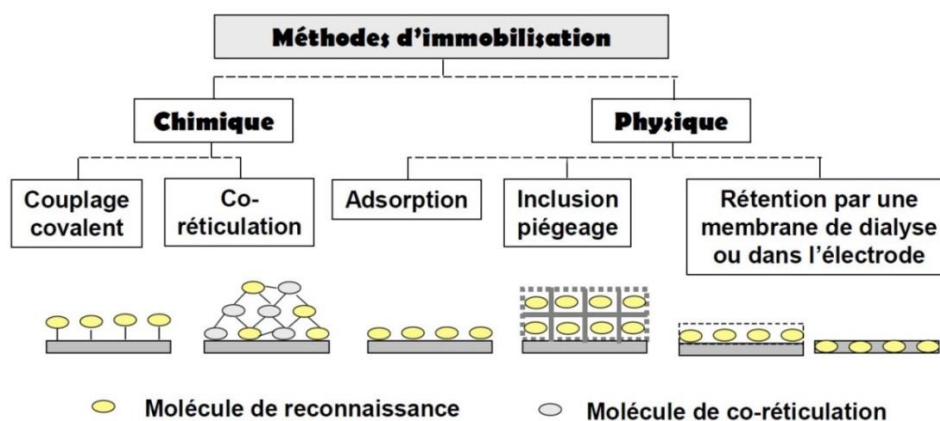 Méthodes d'immobilisation
Chimique
Physique
Couplage
covalent
Co-
réticulation
Adsorption
Inclusion
piégeage
Rétention par une
membrane de dialyse
ou dans l'électrode
Molécule de reconnaissance
Molécule de co-réticulation